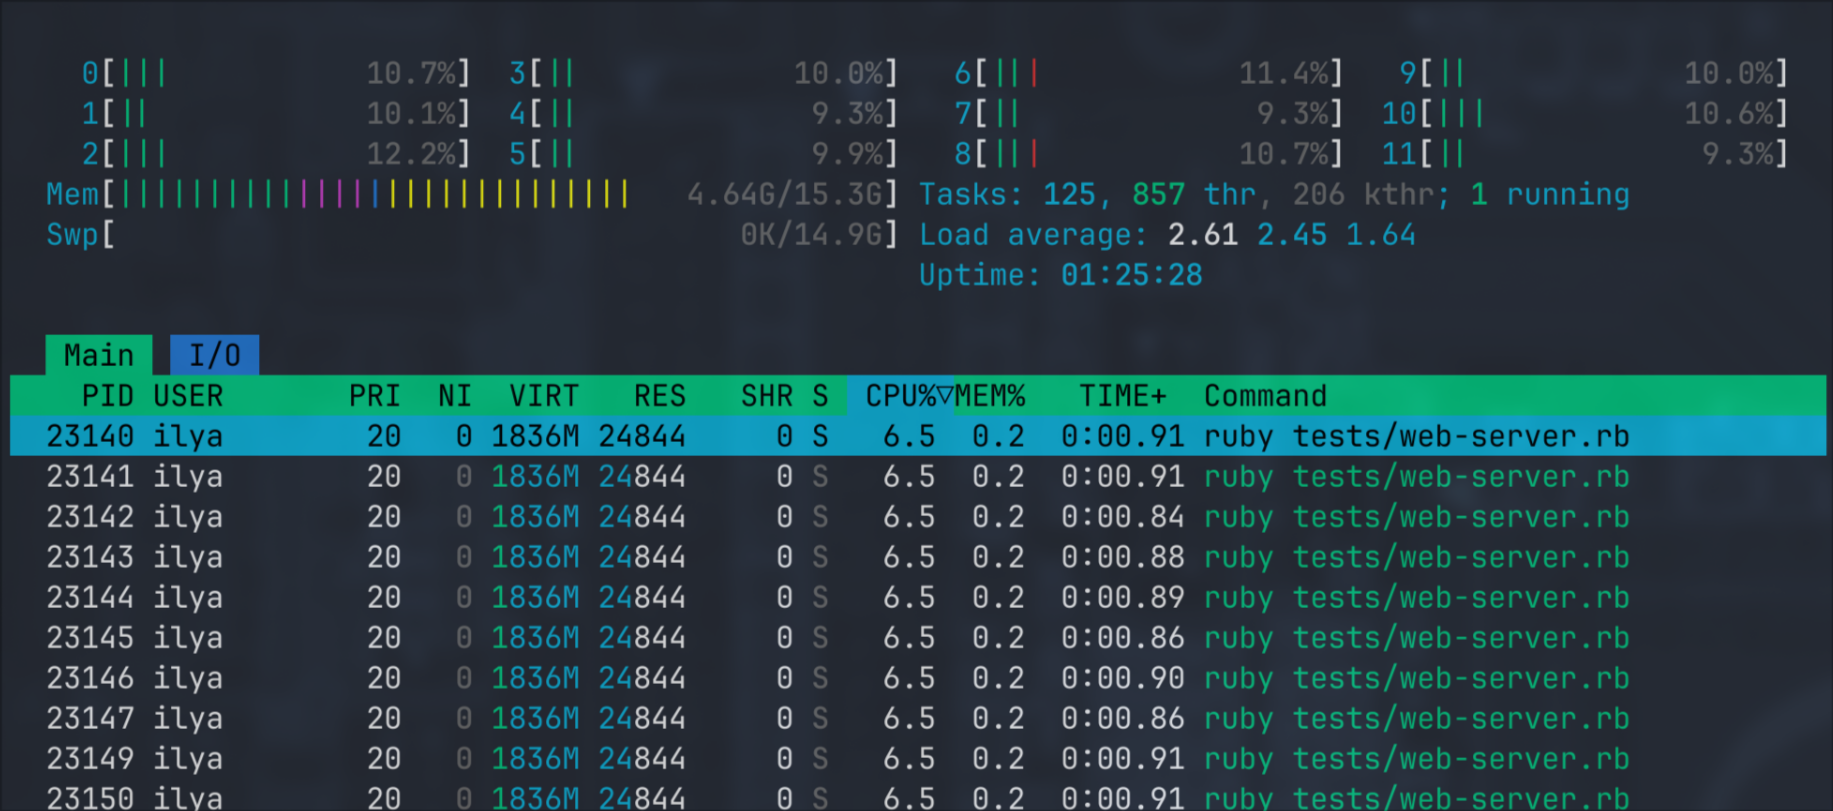 0[||| 10.7%] 3[|| 10.0%] 6[||| 11.4%] 9[|| 10.0%]
1[|| 10.1%] 4[|| 9.3%] 7[|| 9.3%] 10[||| 10.6%]
2[||| 12.2%] 5[|| 9.9%] 8[||| 10.7%] 11[|| 9.3%]
Mem[||||||||||||||||||||||||||||| 4.64G/15.3G] Tasks: 125, 857 thr, 206 kthr; 1 running
Swp[ 0K/14.9G] Load average: 2.61 2.45 1.64
Uptime: 01:25:28
Main I/O
PID USER PRI NI VIRT RES SHR S CPU%▽MEM% TIME+ Command
23140 ilya 20 0 1836M 24844 0 S 6.5 0.2 0:00.91 ruby tests/web-server.rb
23141 ilya 20 0 1836M 24844 0 S 6.5 0.2 0:00.91 ruby tests/web-server.rb
23142 ilya 20 0 1836M 24844 0 S 6.5 0.2 0:00.84 ruby tests/web-server.rb
23143 ilya 20 0 1836M 24844 0 S 6.5 0.2 0:00.88 ruby tests/web-server.rb
23144 ilya 20 0 1836M 24844 0 S 6.5 0.2 0:00.89 ruby tests/web-server.rb
23145 ilya 20 0 1836M 24844 0 S 6.5 0.2 0:00.86 ruby tests/web-server.rb
23146 ilya 20 0 1836M 24844 0 S 6.5 0.2 0:00.90 ruby tests/web-server.rb
23147 ilya 20 0 1836M 24844 0 S 6.5 0.2 0:00.86 ruby tests/web-server.rb
23149 ilya 20 0 1836M 24844 0 S 6.5 0.2 0:00.91 ruby tests/web-server.rb
23150 ilya 20 0 1836M 24844 0 S 6.5 0.2 0:00.91 ruby tests/web-server.rb